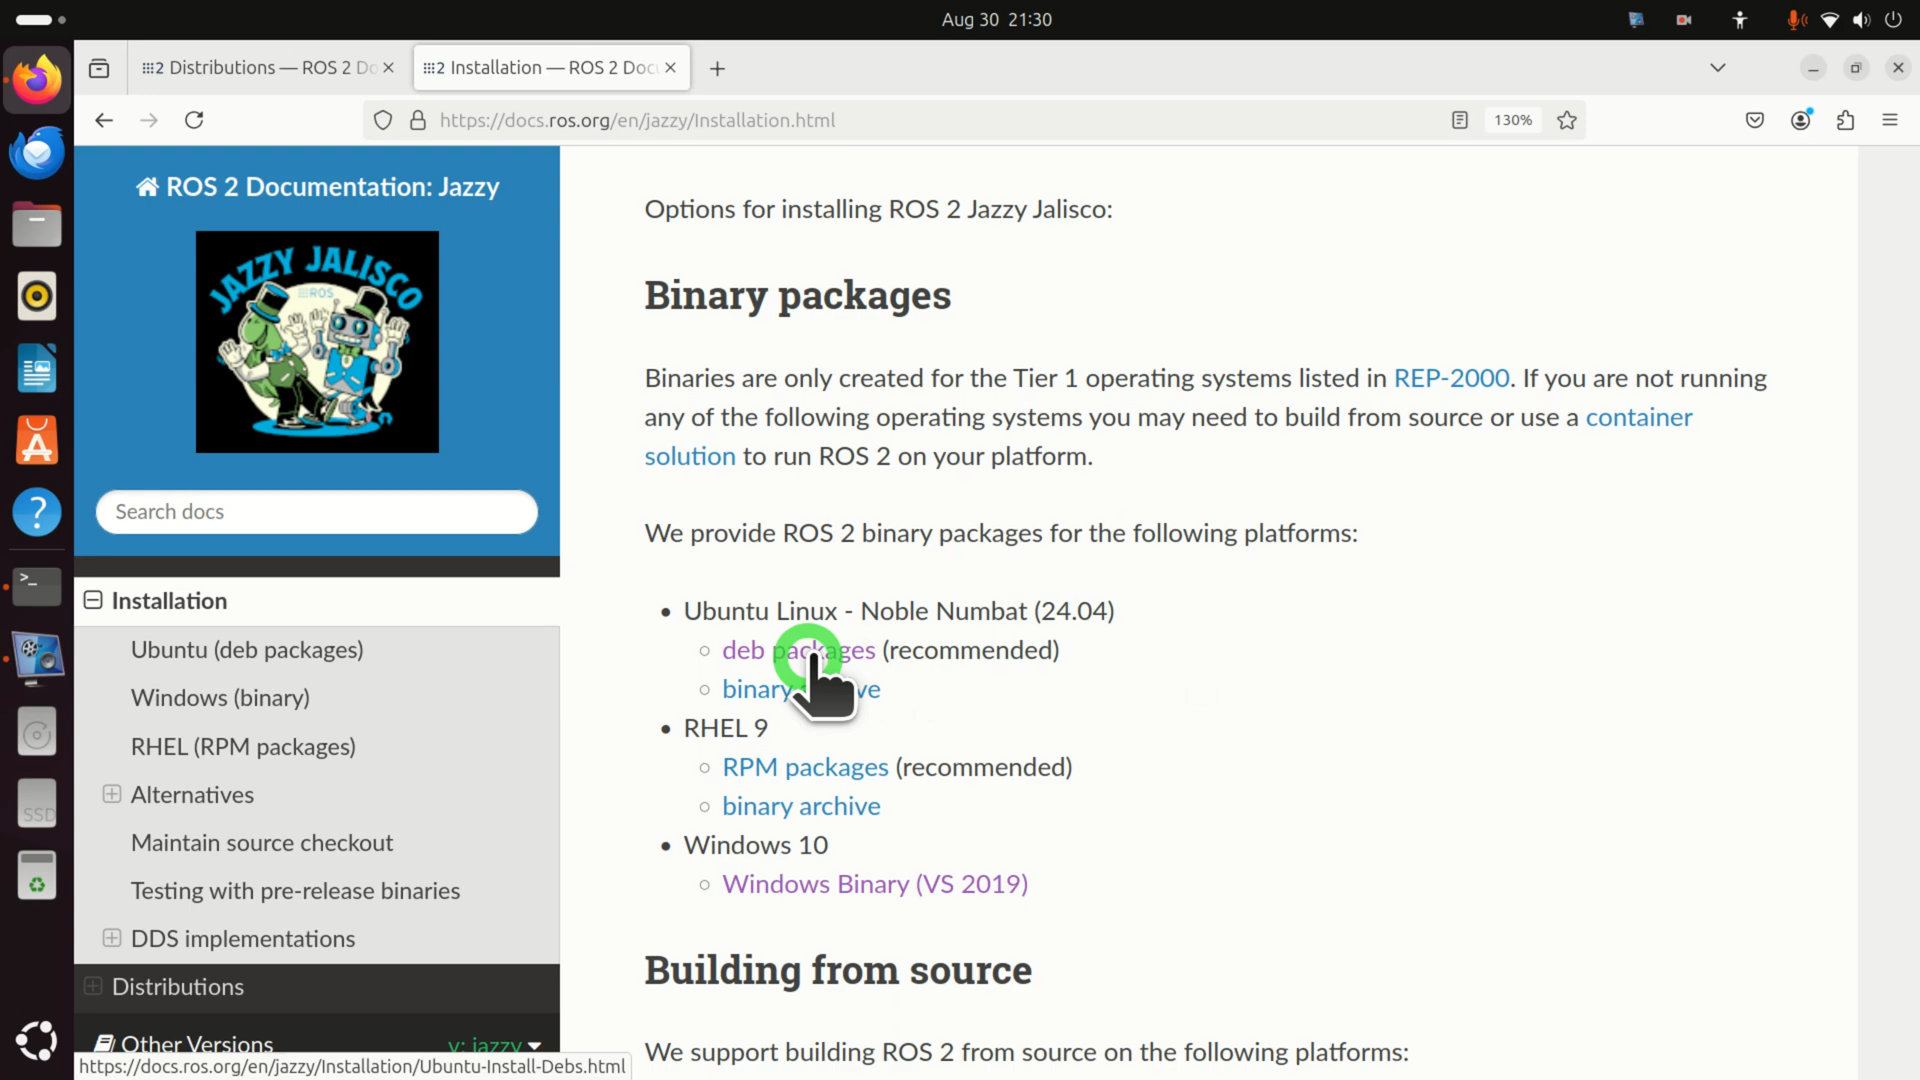 Aug 30 21:30
Distributions — ROS 2 Do
Installation — ROS 2 Doc
https://docs.ros.org/en/jazzy/Installation.html
130%
ROS 2 Documentation: Jazzy
JAZZY JALISCO
ROS
Search docs
Installation
Ubuntu (deb packages)
Windows (binary)
RHEL (RPM packages)
Alternatives
Maintain source checkout
Testing with pre-release binaries
DDS implementations
Distributions
Other Versions v: jazzy
https://docs.ros.org/en/jazzy/Installation/Ubuntu-Install-Debs.html
SSD
Options for installing ROS 2 Jazzy Jalisco:
Binary packages
Binaries are only created for the Tier 1 operating systems listed in REP-2000. If you are not running
any of the following operating systems you may need to build from source or use a container
solution to run ROS 2 on your platform.
We provide ROS 2 binary packages for the following platforms:
• Ubuntu Linux - Noble Numbat (24.04)
◦ deb packages (recommended)
◦ binary archive
• RHEL 9
◦ RPM packages (recommended)
◦ binary archive
• Windows 10
◦ Windows Binary (VS 2019)
Building from source
We support building ROS 2 from source on the following platforms: